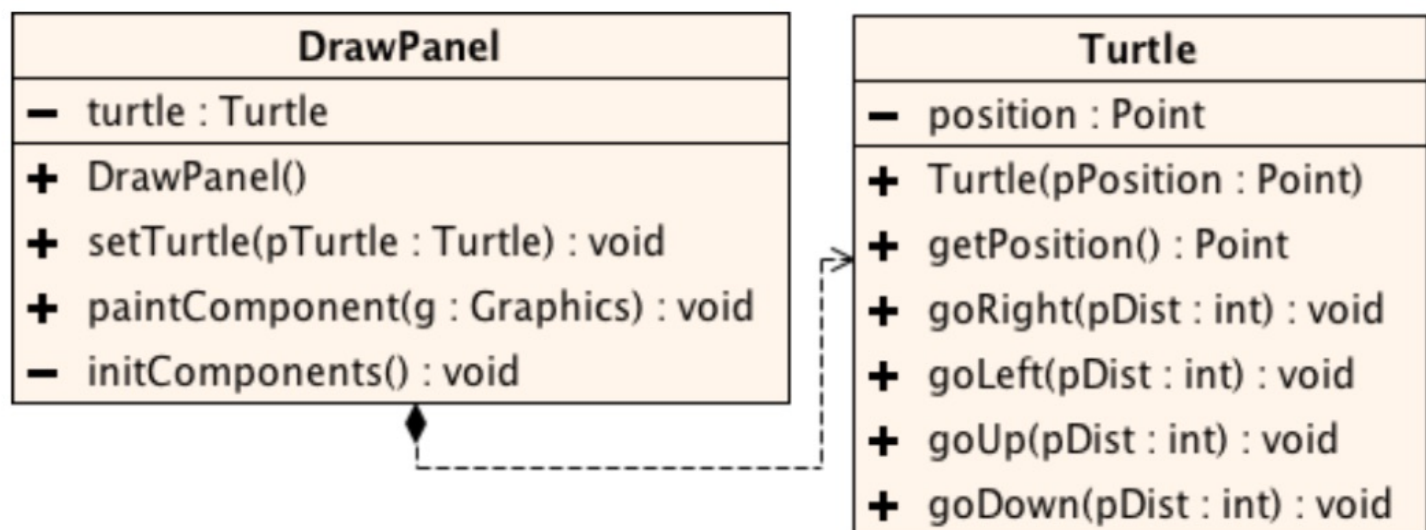 DrawPanel
− turtle : Turtle
+ DrawPanel()
+ setTurtle(pTurtle : Turtle) : void
+ paintComponent(g : Graphics) : void
− initComponents() : void
Turtle
− position : Point
+ Turtle(pPosition : Point)
+ getPosition() : Point
+ goRight(pDist : int) : void
+ goLeft(pDist : int) : void
+ goUp(pDist : int) : void
+ goDown(pDist : int) : void